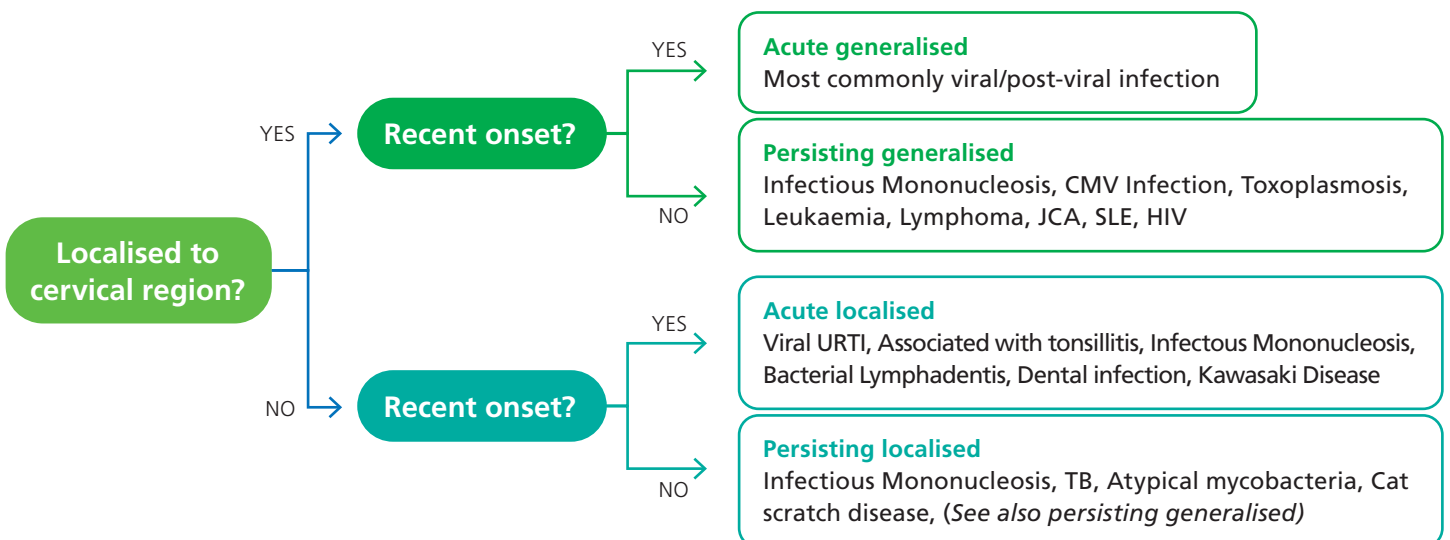 Localised to
cervical region?
YES
Recent onset?
YES
Acute generalised
Most commonly viral/post-viral infection
NO
Persisting generalised
Infectious Mononucleosis, CMV Infection, Toxoplasmosis,
Leukaemia, Lymphoma, JCA, SLE, HIV
NO
Recent onset?
YES
Acute localised
Viral URTI, Associated with tonsillitis, Infectous Mononucleosis,
Bacterial Lymphadentis, Dental infection, Kawasaki Disease
NO
Persisting localised
Infectious Mononucleosis, TB, Atypical mycobacteria, Cat
scratch disease, (See also persisting generalised)